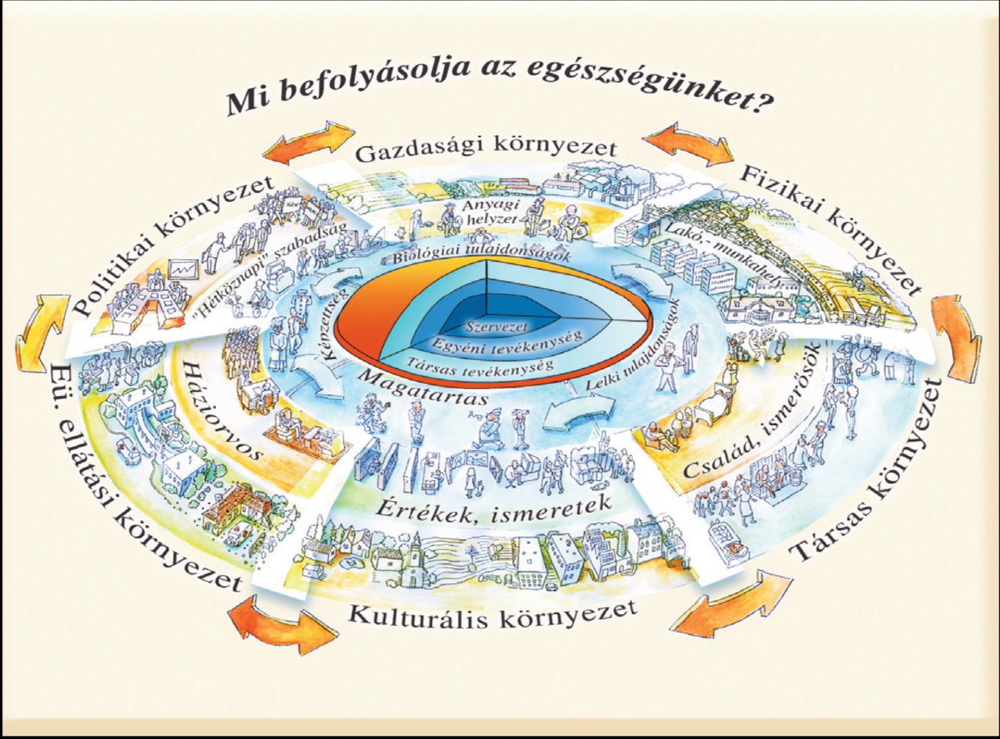 Mi befolyásolja az egészségünket?
Gazdasági környezet
Fizikai környezet
Politikai környezet
Anyagi
helyzet
Lakó,- munkahely
"Hétköznapi" szabadság
Biológiai tulajdonságok
Képzettség
Szervezet
Egyéni tevékenység
Társas tevékenység
Lelki tulajdonságok
Magatartás
Háziorvos
Család, ismerősök
Eü. ellátási környezet
Társas környezet
Értékek, ismeretek
Kulturális környezet